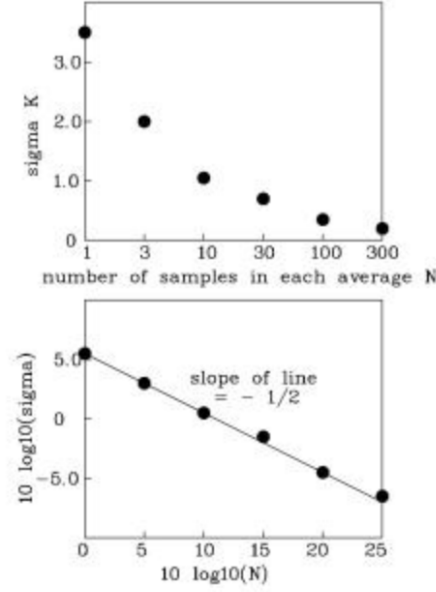 3.0
2.0
1.0
0
sigma K
1 3 10 30 100 300
number of samples in each average N
5.0
0
-5.0
10 log10(sigma)
slope of line
= - 1/2
0 5 10 15 20 25
10 log10(N)